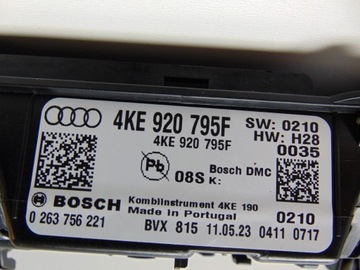 4KE 920 795F
4KE 920 795F
SW: 0210
HW: H28
0035
Pb
08S
Bosch DMC
K:
BOSCH
Kombiinstrument 4KE 190
Made in Portugal
0210
0 263 756 221
BVX 815 11.05.23 0411 0717